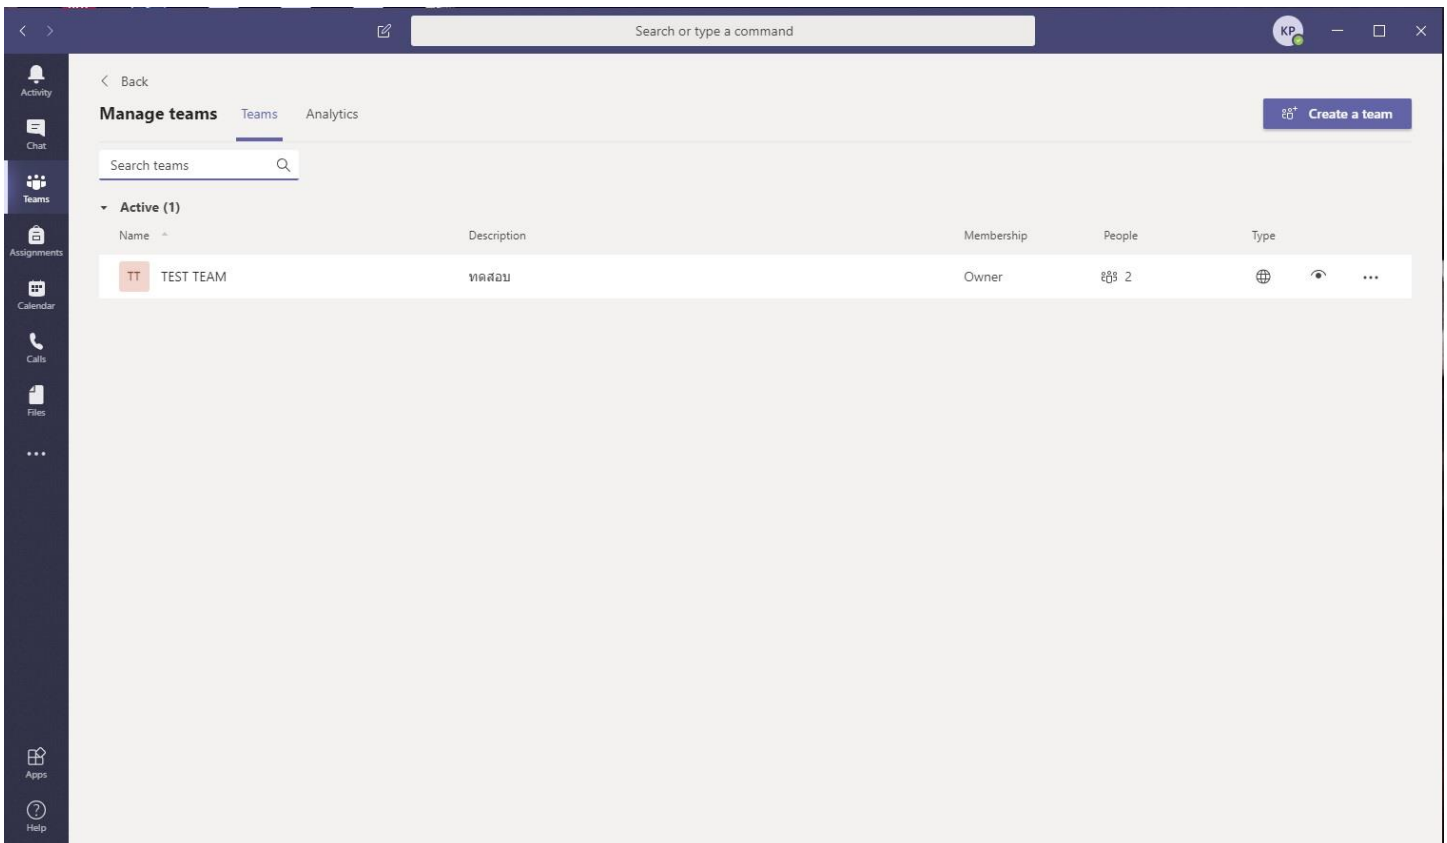 Search or type a command
KP
Activity
Chat
Teams
Assignments
Calendar
Calls
Files
Apps
Help
Back
Manage teams Teams Analytics Create a team
Search teams
Active (1)
Name Description Membership People Type
TT TEST TEAM ทดสอบ Owner 2